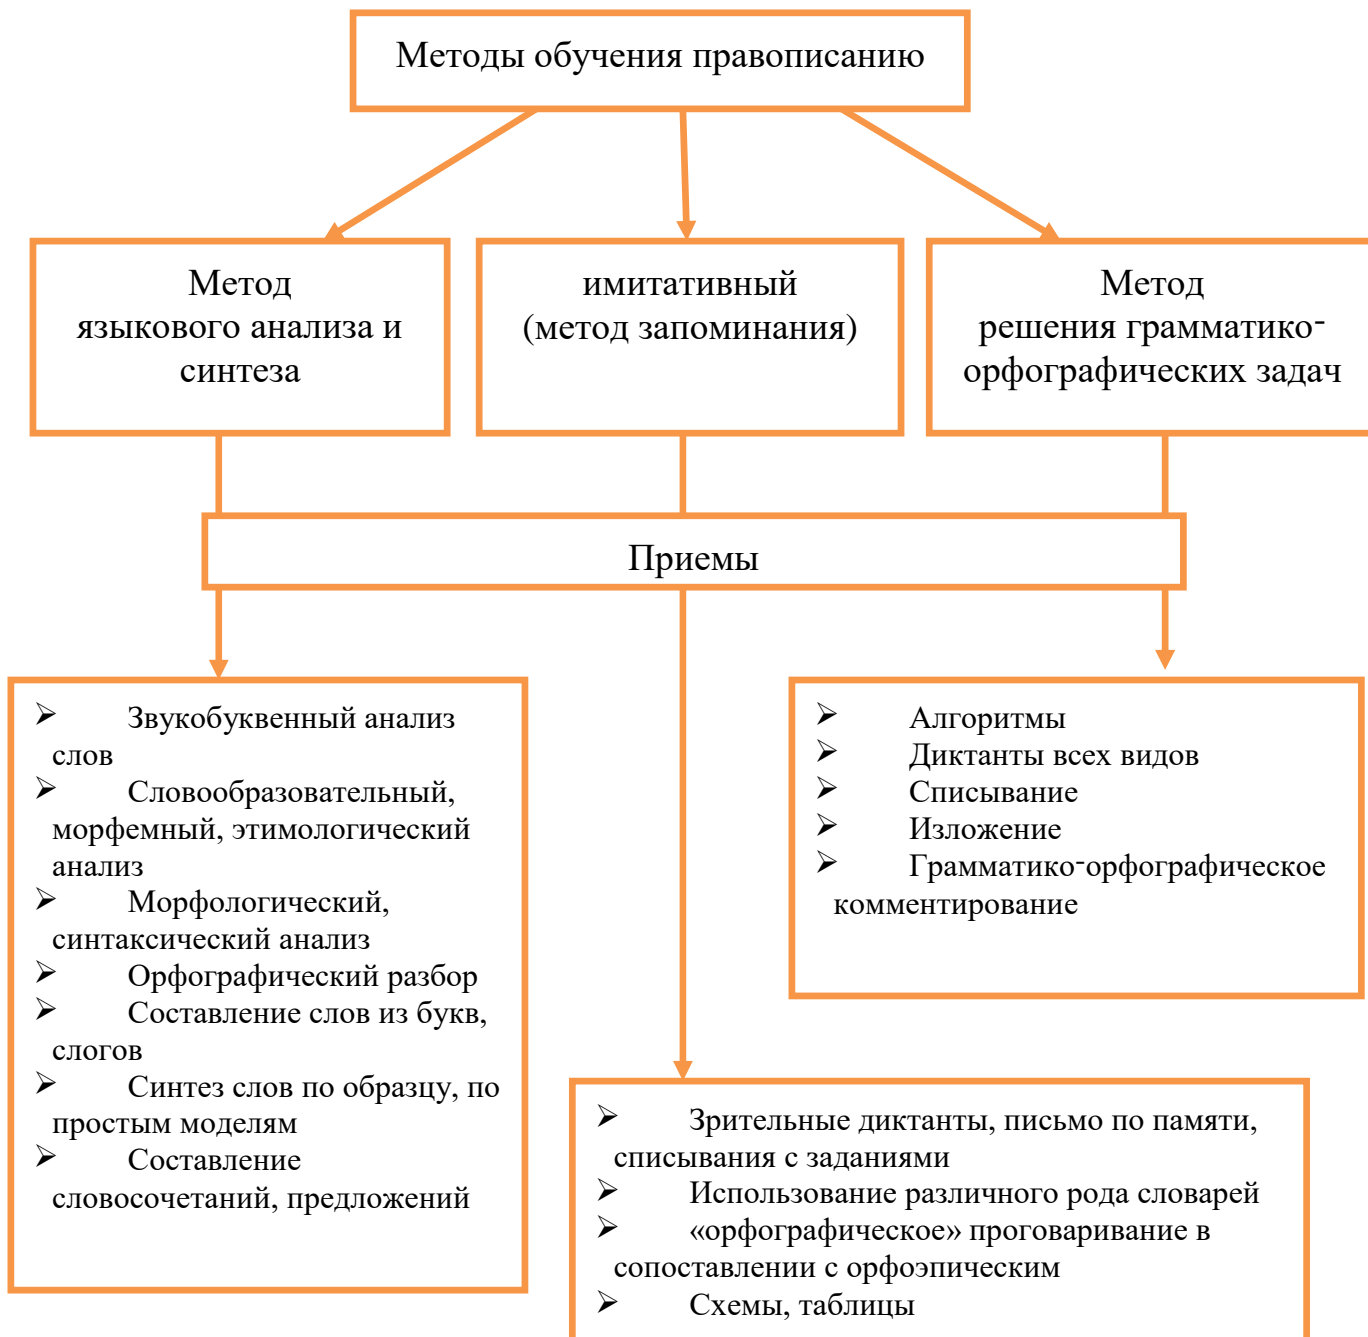 Методы обучения правописанию
Метод
языкового анализа и
синтеза
имитативный
(метод запоминания)
Метод
решения грамматико-
орфографических задач
Приемы
➢ Звукобуквенный анализ
слов
➢ Словообразовательный,
морфемный, этимологический
анализ
➢ Морфологический,
синтаксический анализ
➢ Орфографический разбор
➢ Составление слов из букв,
слогов
➢ Синтез слов по образцу, по
простым моделям
➢ Составление
словосочетаний, предложений
➢ Алгоритмы
➢ Диктанты всех видов
➢ Списывание
➢ Изложение
➢ Грамматико-орфографическое
комментирование
➢ Зрительные диктанты, письмо по памяти,
списывания с заданиями
➢ Использование различного рода словарей
➢ «орфографическое» проговаривание в
сопоставлении с орфоэпическим
➢ Схемы, таблицы